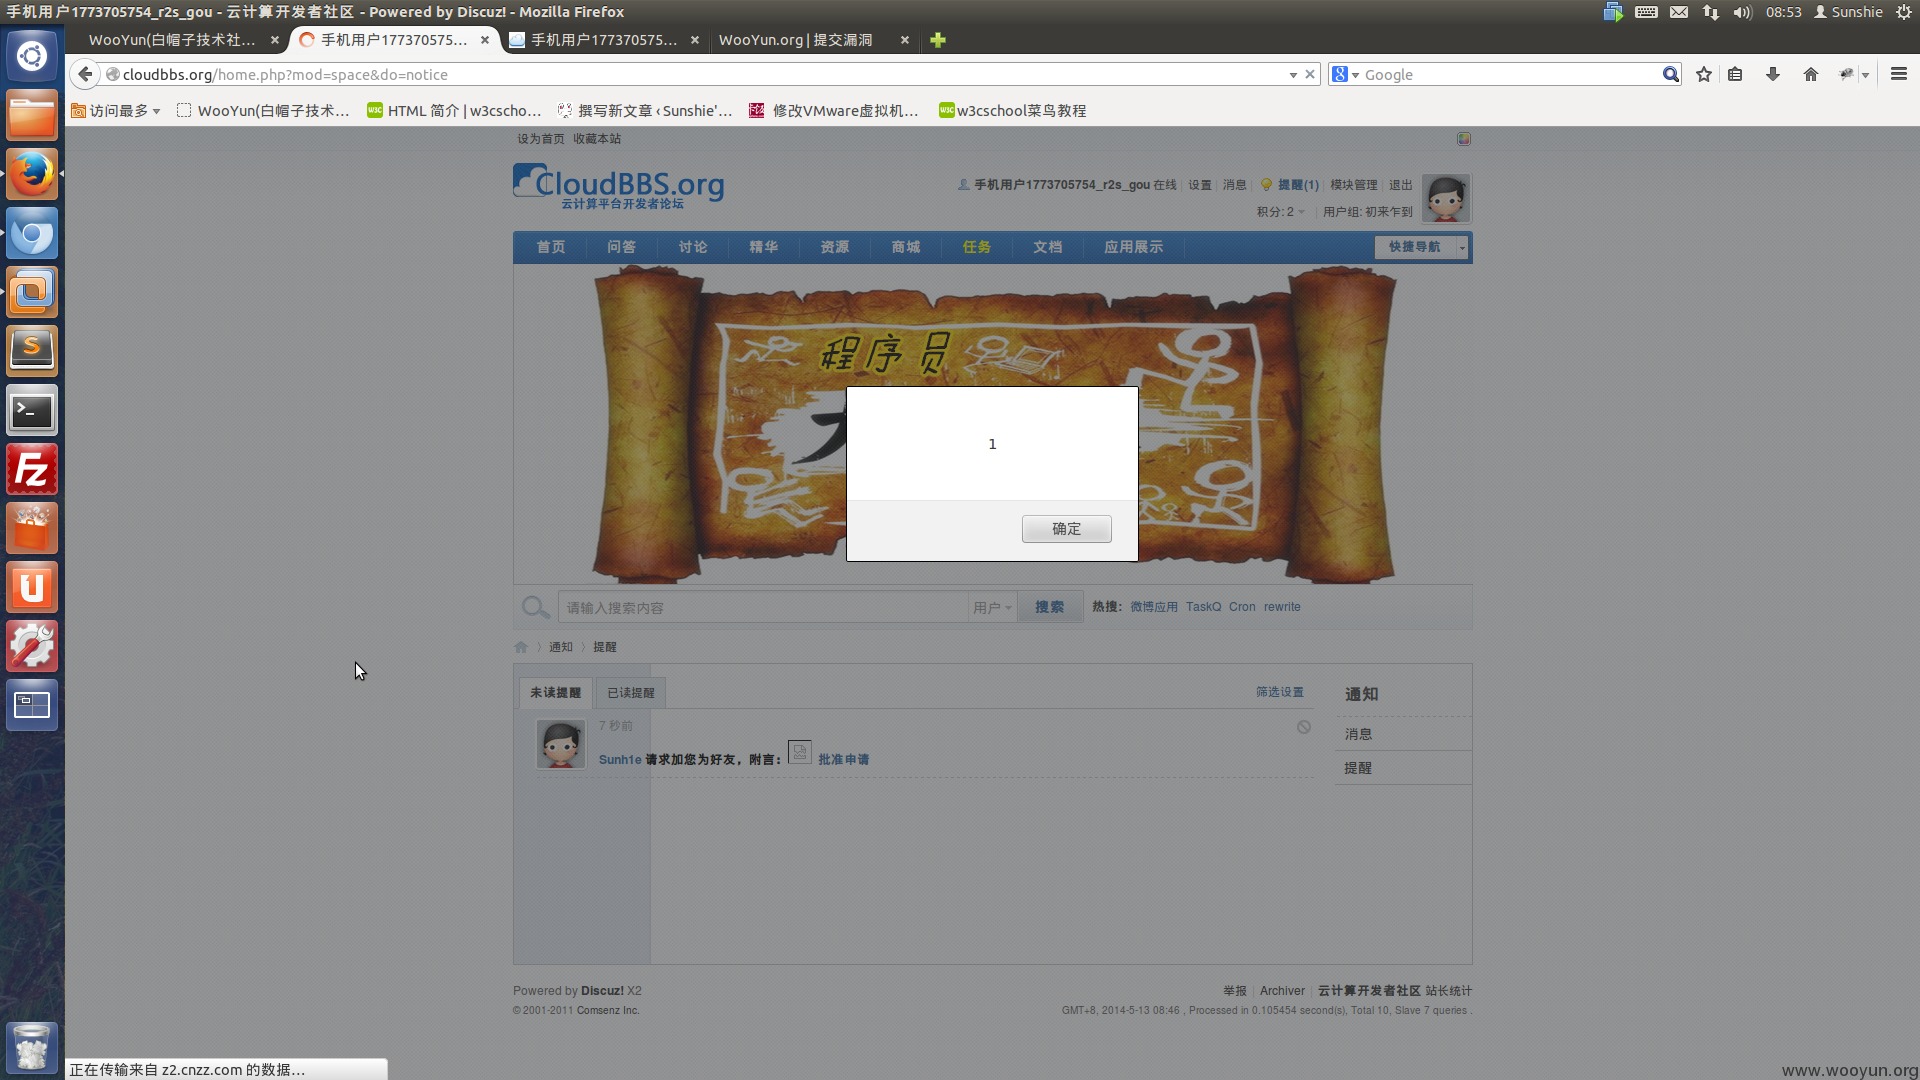 手机用户1773705754_r2s_gou - 云计算开发者社区 - Powered by Discuz! - Mozilla Firefox
08:53 Sunshie
WooYun(白帽子技术社... 手机用户177370575... 手机用户177370575... WooYun.org | 提交漏洞
cloudbbs.org/home.php?mod=space&do=notice
Google
访问最多 WooYun(白帽子技术... HTML 简介 | w3cscho... 撰写新文章 ‹ Sunshie'... 修改VMware虚拟机... w3cschool菜鸟教程
设为首页 收藏本站
CloudBBS.org
云计算平台开发者论坛
手机用户1773705754_r2s_gou 在线 设置 消息 提醒(1) 模块管理 退出
积分: 2 用户组: 初来乍到
首页 问答 讨论 精华 资源 商城 任务 文档 应用展示 快捷导航
程序员
1
确定
请输入搜索内容 用户 搜索 热搜: 微博应用 TaskQ Cron rewrite
通知 提醒
未读提醒 已读提醒 筛选设置
7 秒前
Sunh1e 请求加您为好友，附言： 批准申请
通知
消息
提醒
Powered by Discuz! X2
© 2001-2011 Comsenz Inc.
举报 | Archiver | 云计算开发者社区 站长统计
GMT+8, 2014-5-13 08:46 , Processed in 0.105454 second(s), Total 10, Slave 7 queries .
正在传输来自 z2.cnzz.com 的数据...
www.wooyun.org